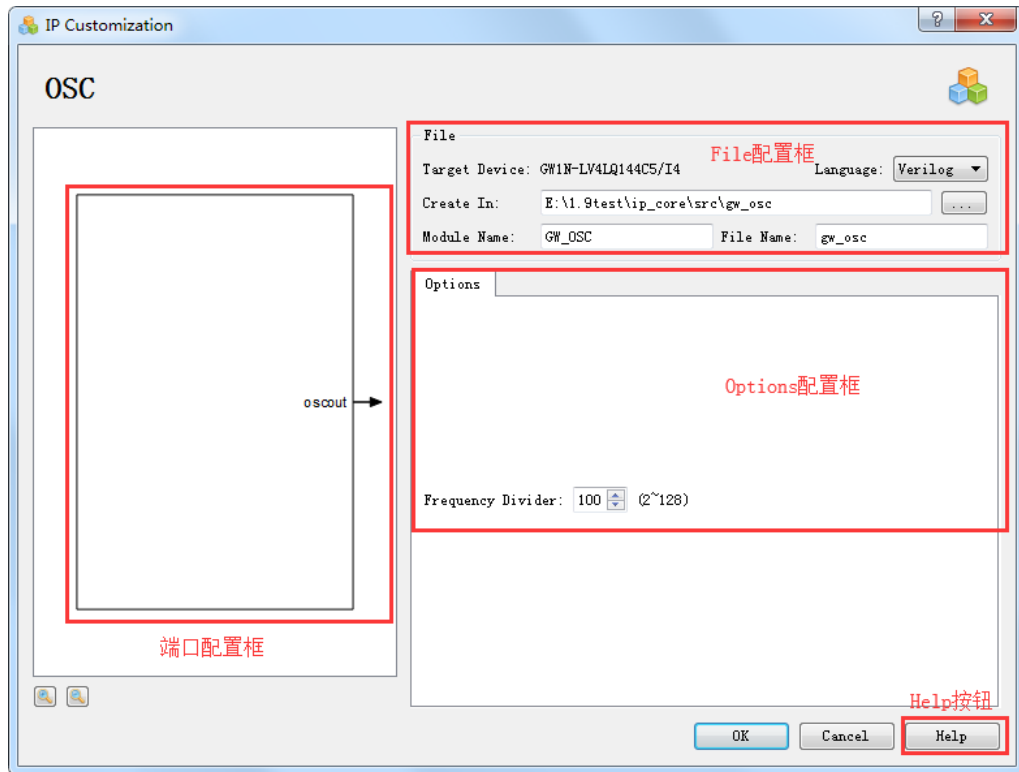 IP Customization
OSC
File
File配置框
Target Device: GW1N-LV4LQ144C5/I4
Language: Verilog
Create In: E:\1.9test\ip_core\src\gw_osc ...
Module Name: GW_OSC File Name: gw_osc
Options
Options配置框
oscout
Frequency Divider: 100 (2~128)
端口配置框
Help按钮
OK Cancel Help